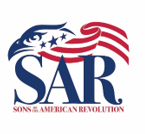 SAR
SONS OF THE AMERICAN REVOLUTION